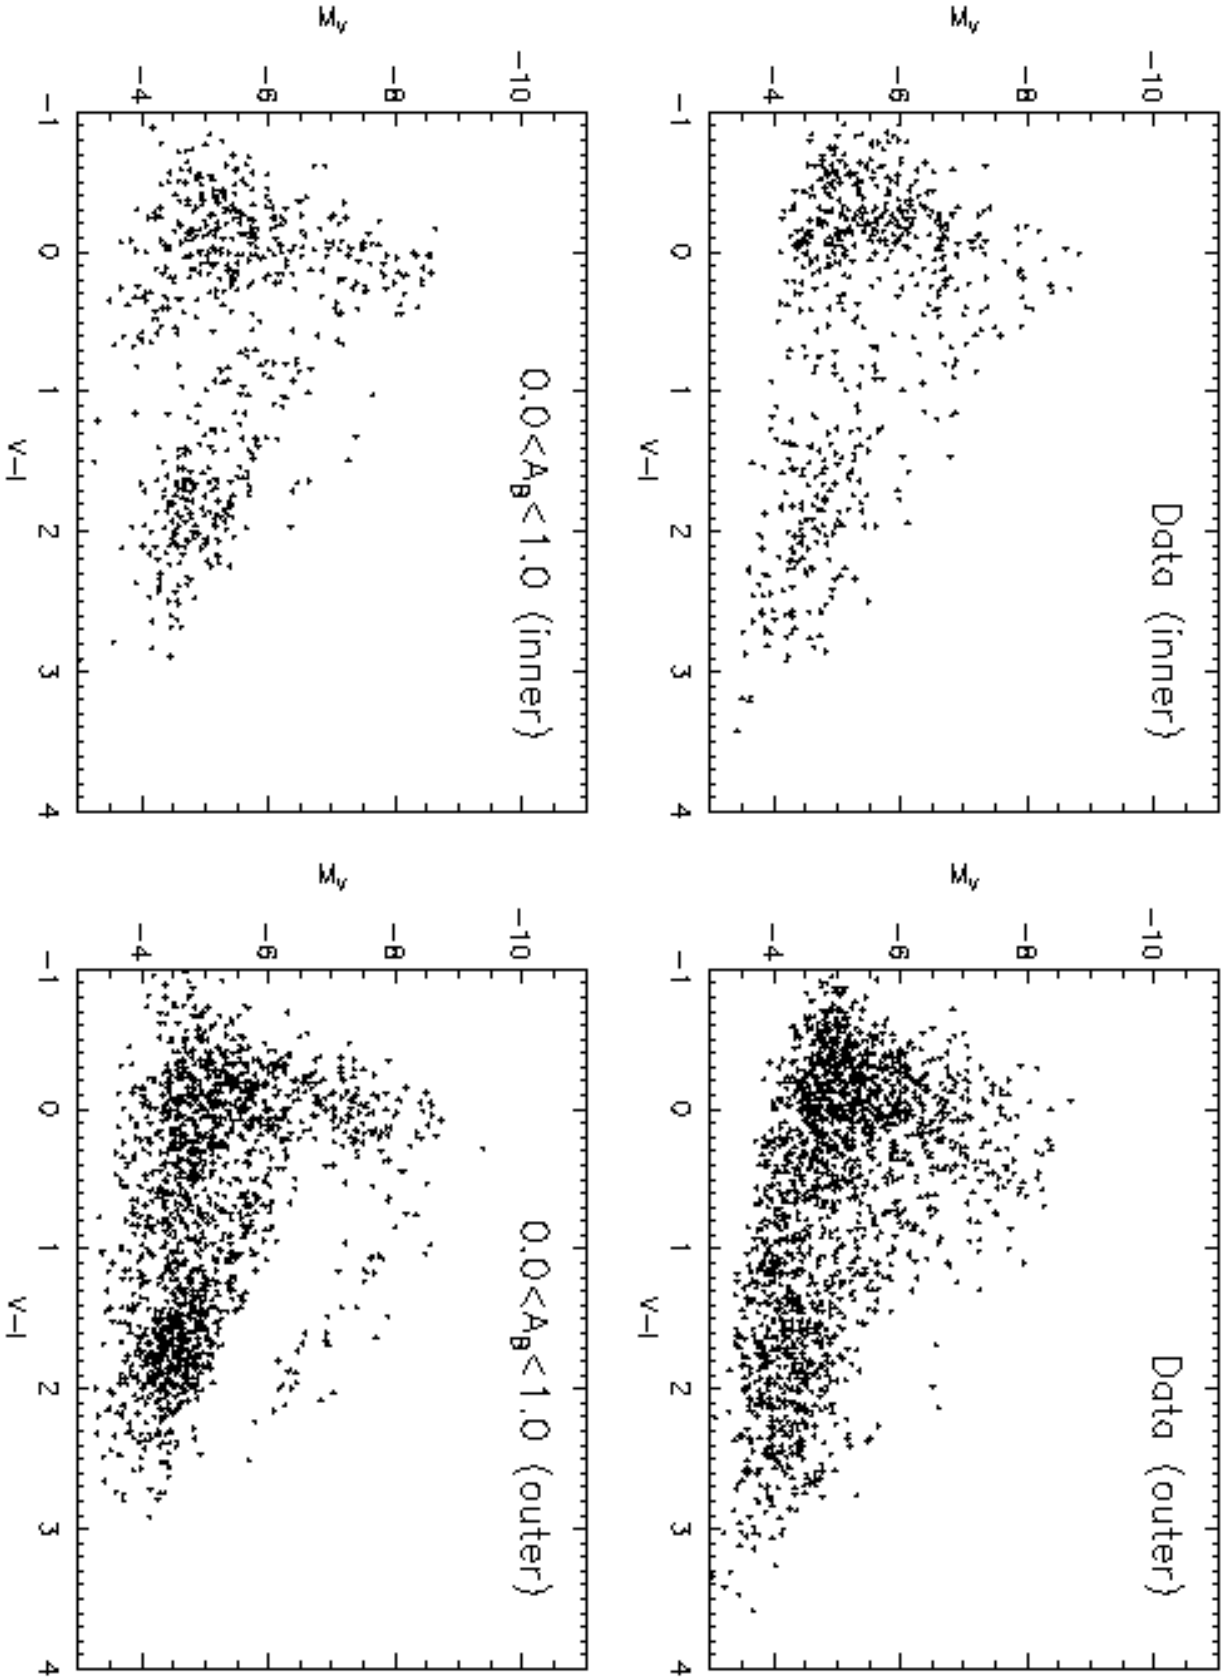 Data (inner)
Data (outer)
-10
-8
-6
-4
M_V
-10
-8
-6
-4
M_V
-1 0 1 2 3 4
V-I
-1 0 1 2 3 4
V-I
0.0<A_B<1.0 (inner)
0.0<A_B<1.0 (outer)
-10
-8
-6
-4
M_V
-10
-8
-6
-4
M_V
-1 0 1 2 3 4
V-I
-1 0 1 2 3 4
V-I